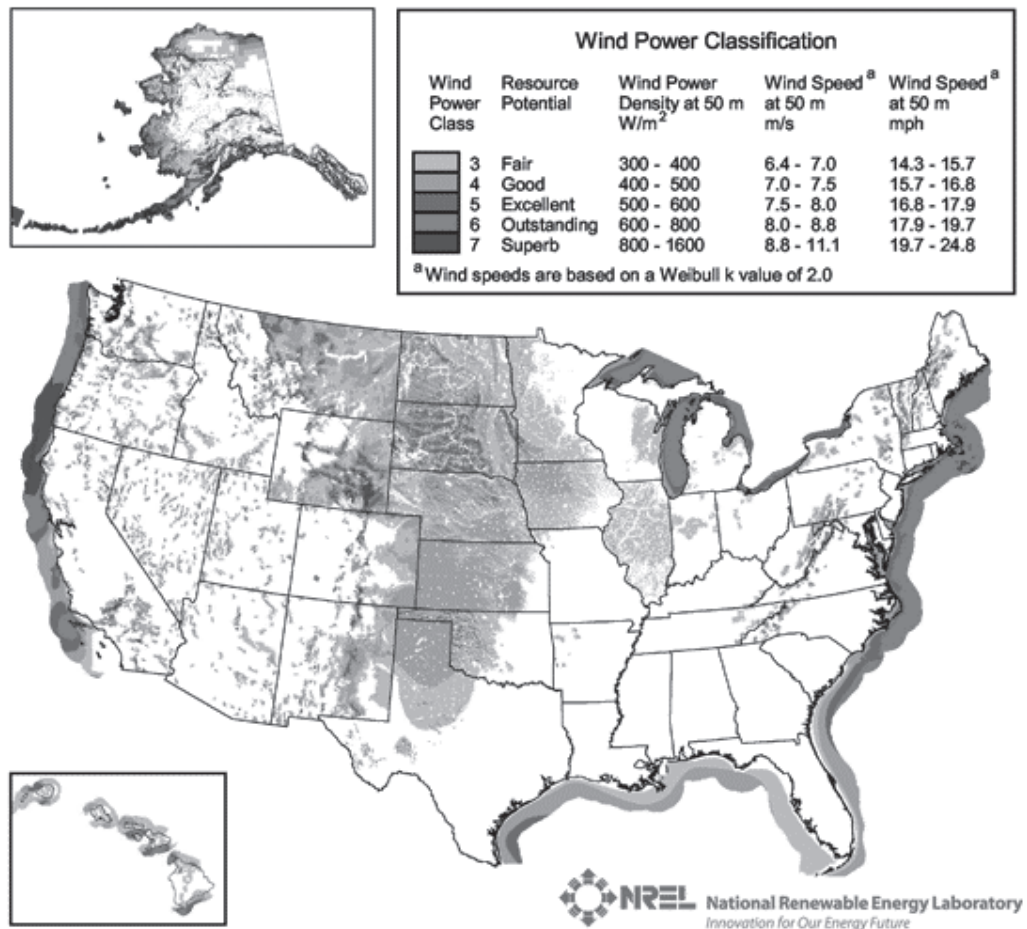 Wind Power Classification
Wind Resource Wind Power Wind Speed a Wind Speed a
Power Potential Density at 50 m at 50 m at 50 m
Class W/m2 m/s mph
3 Fair 300 - 400 6.4 - 7.0 14.3 - 15.7
4 Good 400 - 500 7.0 - 7.5 15.7 - 16.8
5 Excellent 500 - 600 7.5 - 8.0 16.8 - 17.9
6 Outstanding 600 - 800 8.0 - 8.8 17.9 - 19.7
7 Superb 800 - 1600 8.8 - 11.1 19.7 - 24.8
a Wind speeds are based on a Weibull k value of 2.0
NREL National Renewable Energy Laboratory
Innovation for Our Energy Future